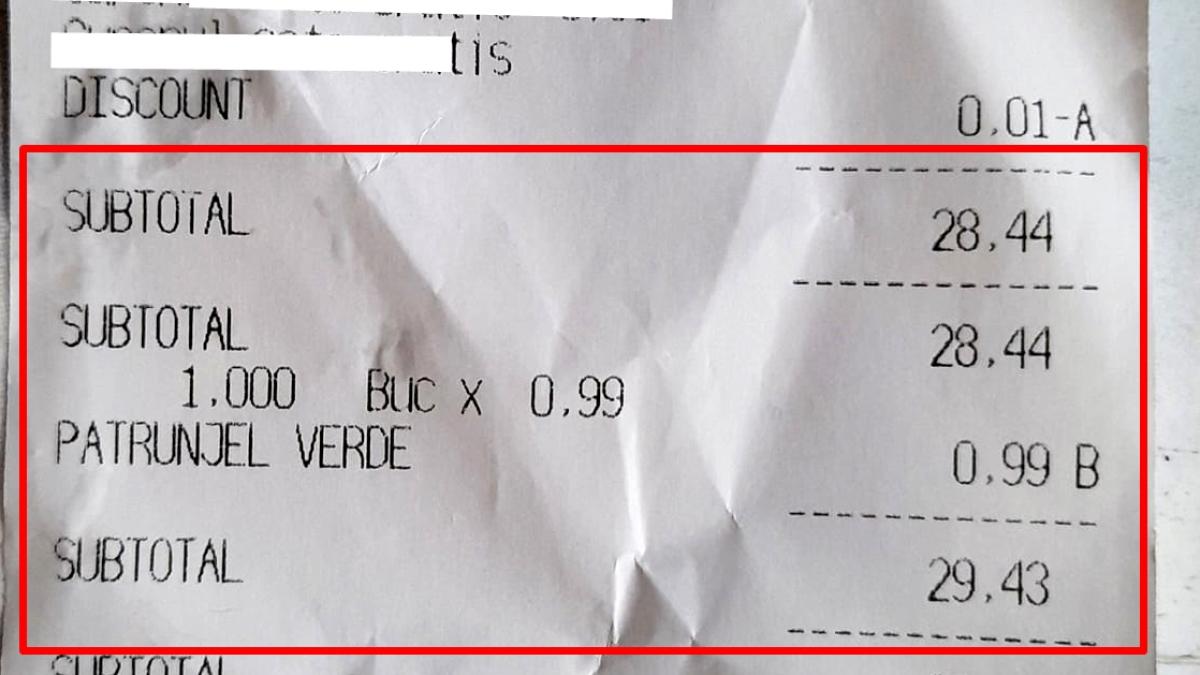 tis
DISCOUNT 0,01-A
SUBTOTAL 28,44
SUBTOTAL 28,44
1,000 Buc X 0,99
PATRUNJEL VERDE 0,99 B
SUBTOTAL 29,43
SUBTOTAL